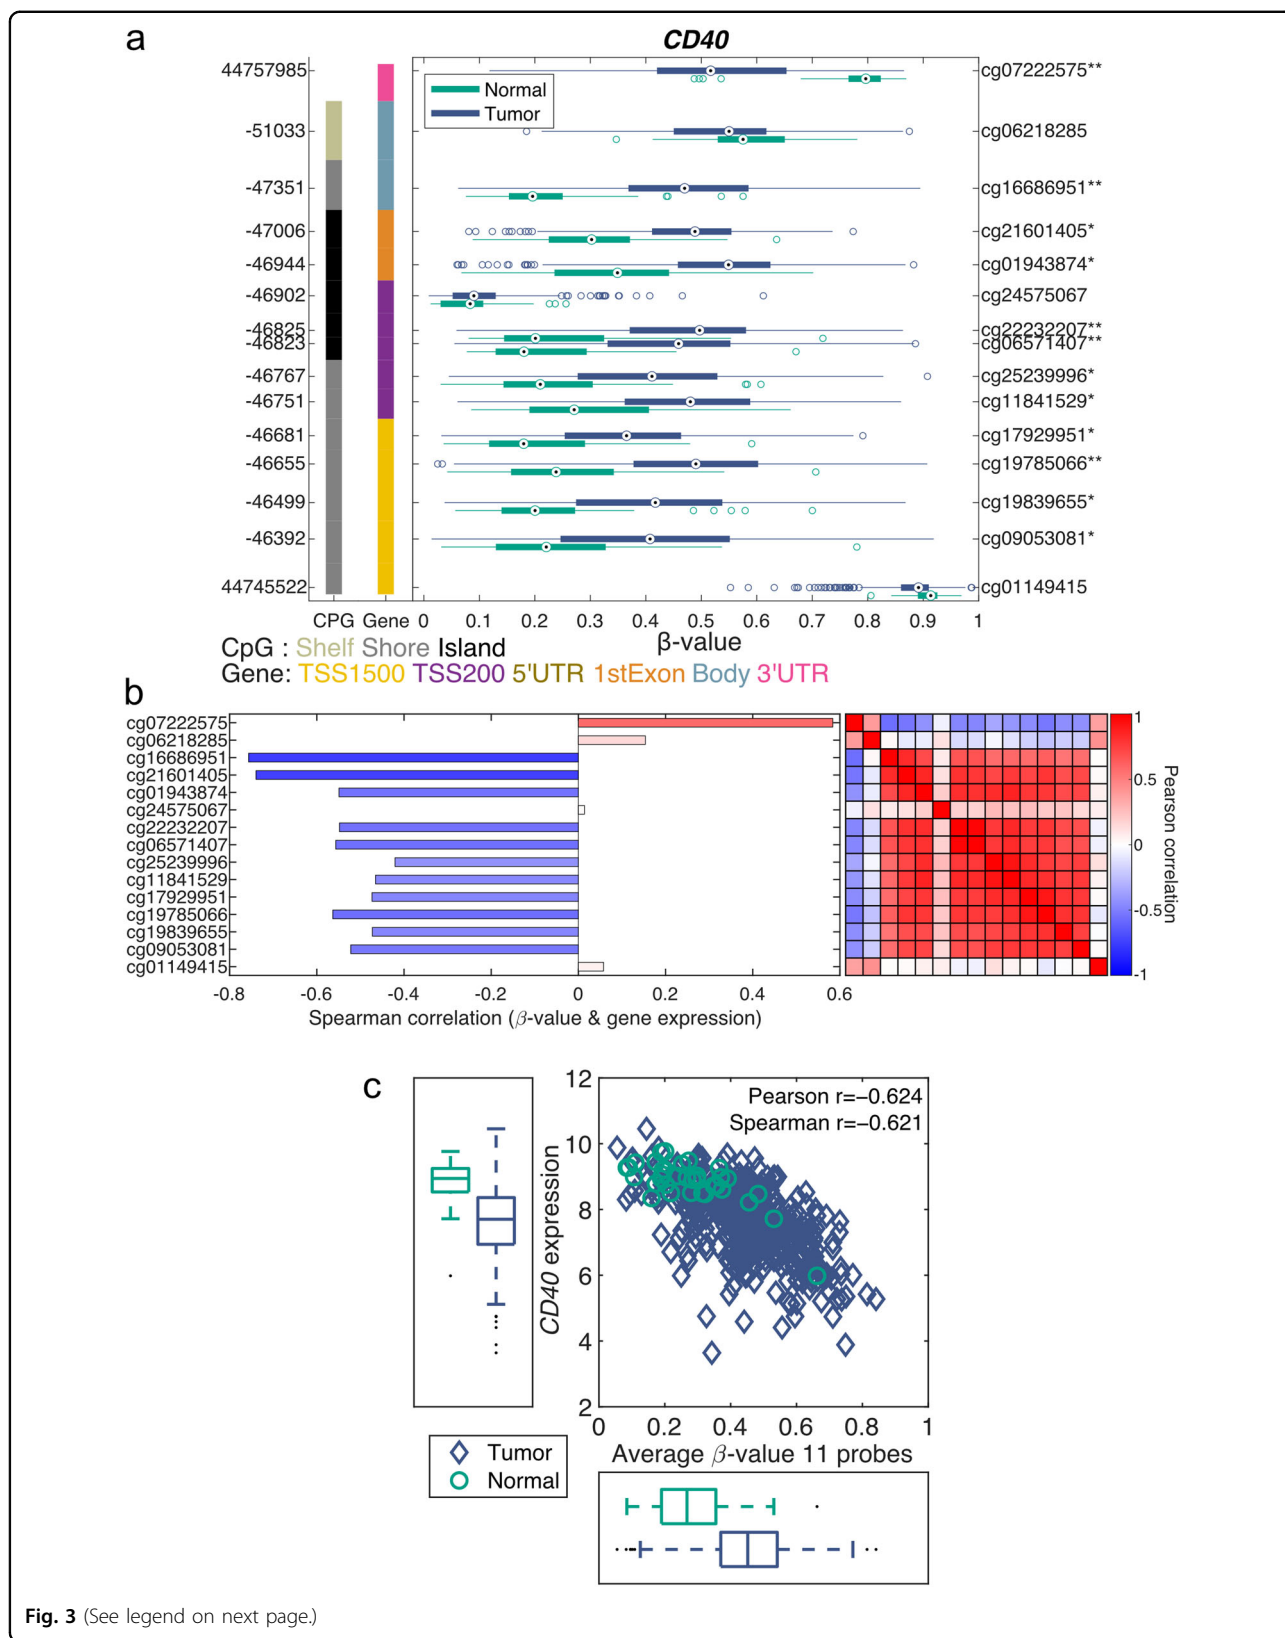 a
CD40
44757985
-51033
-47351
-47006
-46944
-46902
-46825
-46823
-46767
-46751
-46681
-46655
-46499
-46392
44745522
Normal
Tumor
cg07222575**
cg06218285
cg16686951**
cg21601405*
cg01943874*
cg24575067
cg22232207**
cg06571407**
cg25239996*
cg11841529*
cg17929951*
cg19785066**
cg19839655*
cg09053081*
cg01149415
CPG Gene 0 0.1 0.2 0.3 0.4 0.5 0.6 0.7 0.8 0.9 1
β-value
CpG : Shelf Shore Island
Gene: TSS1500 TSS200 5'UTR 1stExon Body 3'UTR
b
cg07222575
cg06218285
cg16686951
cg21601405
cg01943874
cg24575067
cg22232207
cg06571407
cg25239996
cg11841529
cg17929951
cg19785066
cg19839655
cg09053081
cg01149415
-0.8 -0.6 -0.4 -0.2 0 0.2 0.4 0.6
Spearman correlation (β-value & gene expression)
1
0.5
0
-0.5
-1
Pearson correlation
c
12
10
8
6
4
2
CD40 expression
Pearson r=−0.624
Spearman r=−0.621
0 0.2 0.4 0.6 0.8 1
Average β-value 11 probes
Tumor
Normal
Fig. 3 (See legend on next page.)